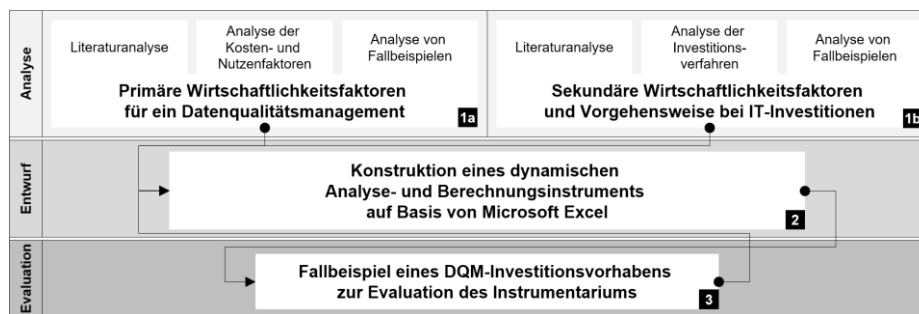 Analyse
Literaturanalyse
Analyse der
Kosten- und
Nutzenfaktoren
Analyse von
Fallbeispielen
Primäre Wirtschaftlichkeitsfaktoren
für ein Datenqualitätsmanagement
1a
Literaturanalyse
Analyse der
Investitions-
verfahren
Analyse von
Fallbeispielen
Sekundäre Wirtschaftlichkeitsfaktoren
und Vorgehensweise bei IT-Investitionen
1b
Entwurf
Konstruktion eines dynamischen
Analyse- und Berechnungsinstruments
auf Basis von Microsoft Excel
2
Evaluation
Fallbeispiel eines DQM-Investitionsvorhabens
zur Evaluation des Instrumentariums
3